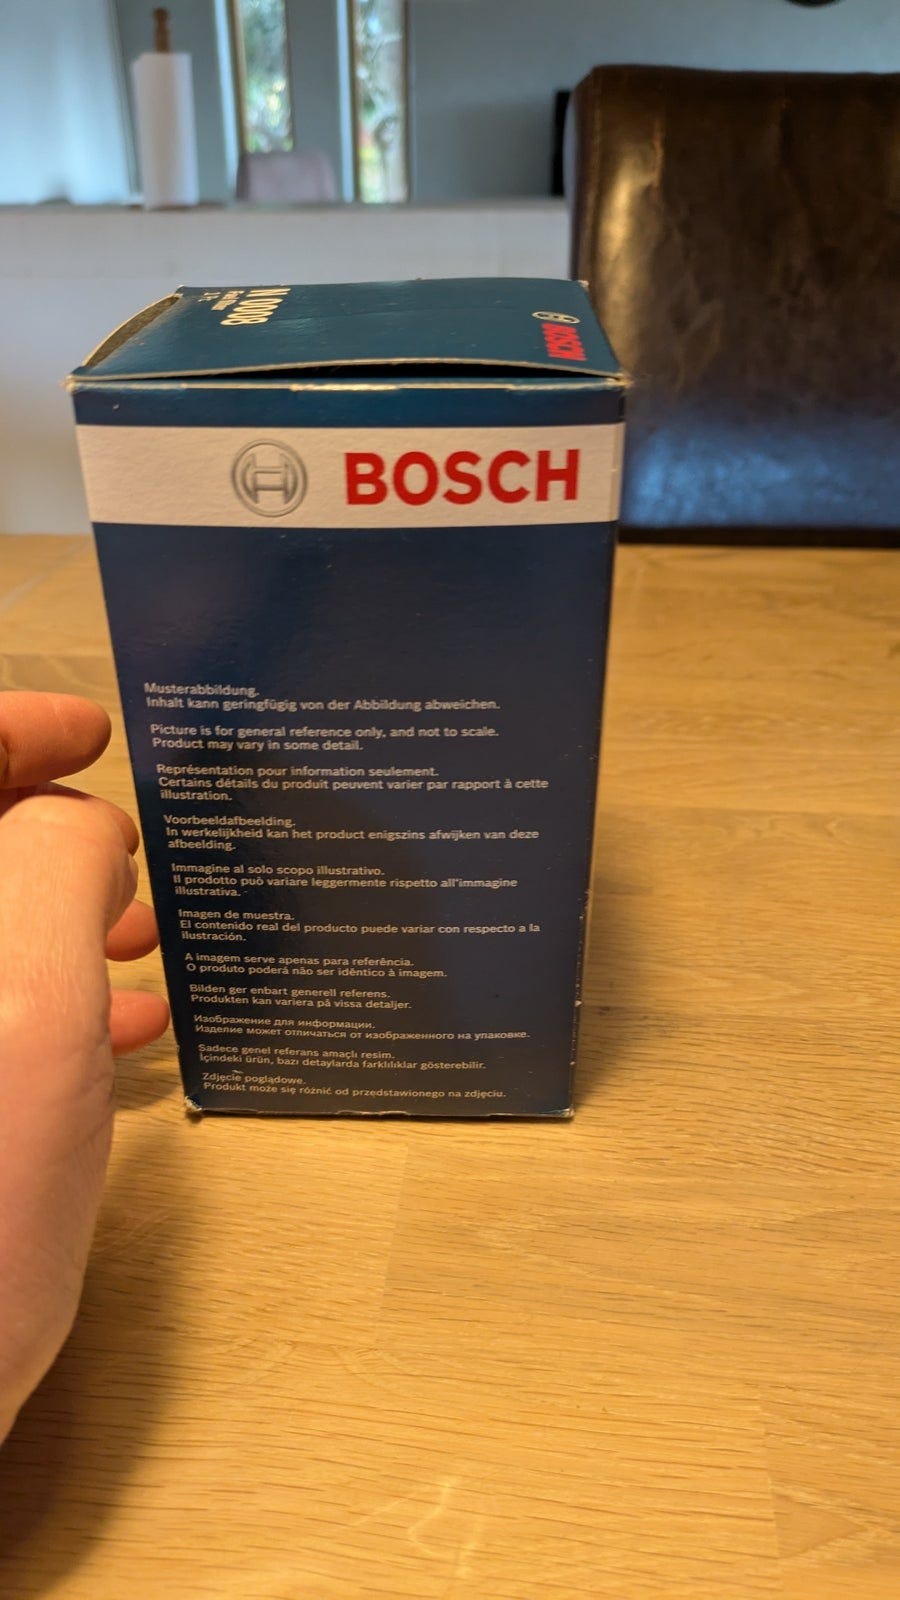 N 0008
BOSCH
BOSCH
Musterabbildung.
Inhalt kann geringfügig von der Abbildung abweichen.
Picture is for general reference only, and not to scale.
Product may vary in some detail.
Représentation pour information seulement.
Certains détails du produit peuvent varier par rapport à cette
illustration.
Voorbeeldafbeelding.
In werkelijkheid kan het product enigszins afwijken van deze
afbeelding.
Immagine al solo scopo illustrativo.
Il prodotto può variare leggermente rispetto all'immagine
illustrativa.
Imagen de muestra.
El contenido real del producto puede variar con respecto a la
ilustración.
A imagem serve apenas para referência.
O produto poderá não ser idêntico à imagem.
Bilden ger enbart generell referens.
Produkten kan variera på vissa detaljer.
Изображение для информации.
Изделие может отличаться от изображенного на упаковке.
Sadece genel referans amaçlı resim.
İçindeki ürün, bazı detaylarda farklılıklar gösterebilir.
Zdjęcie poglądowe.
Produkt może się różnić od przedstawionego na zdjęciu.